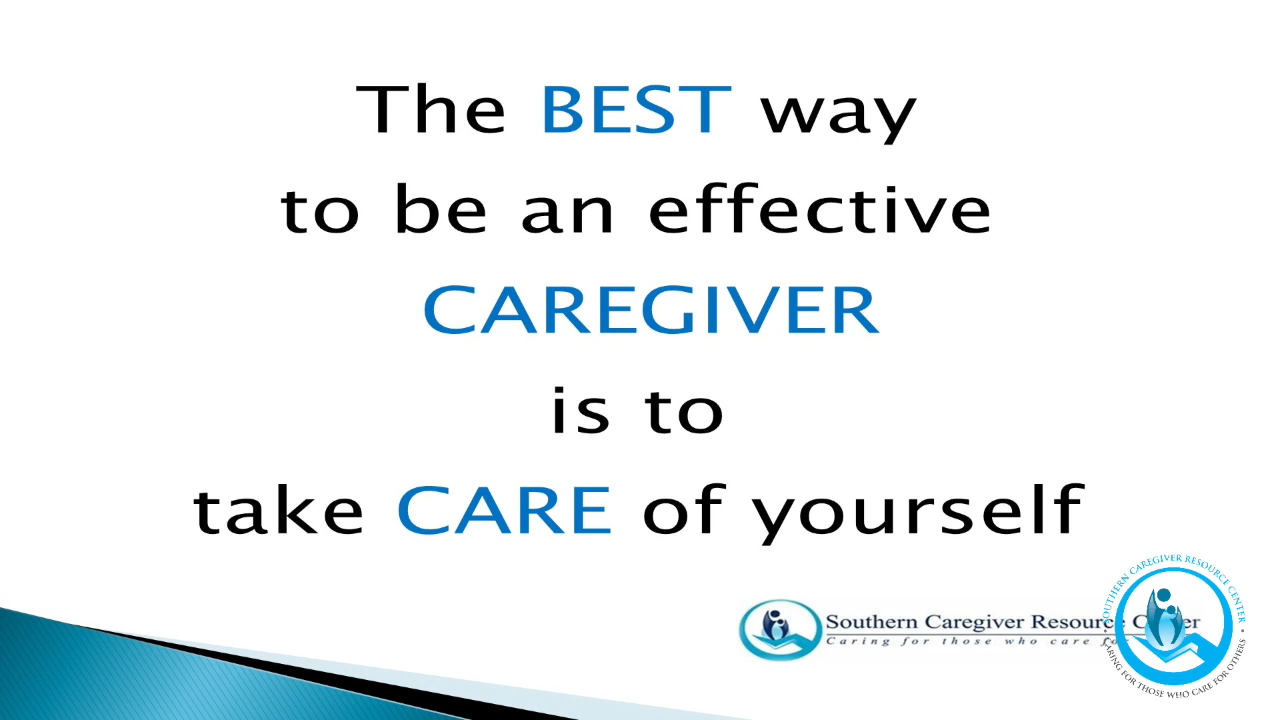 The BEST way
to be an effective
CAREGIVER
is to
take CARE of yourself
Southern Caregiver Resource
Caring for those who care
SOUTHERN CAREGIVER RESOURCE CENTER
CARING FOR THOSE WHO CARE FOR OTHERS